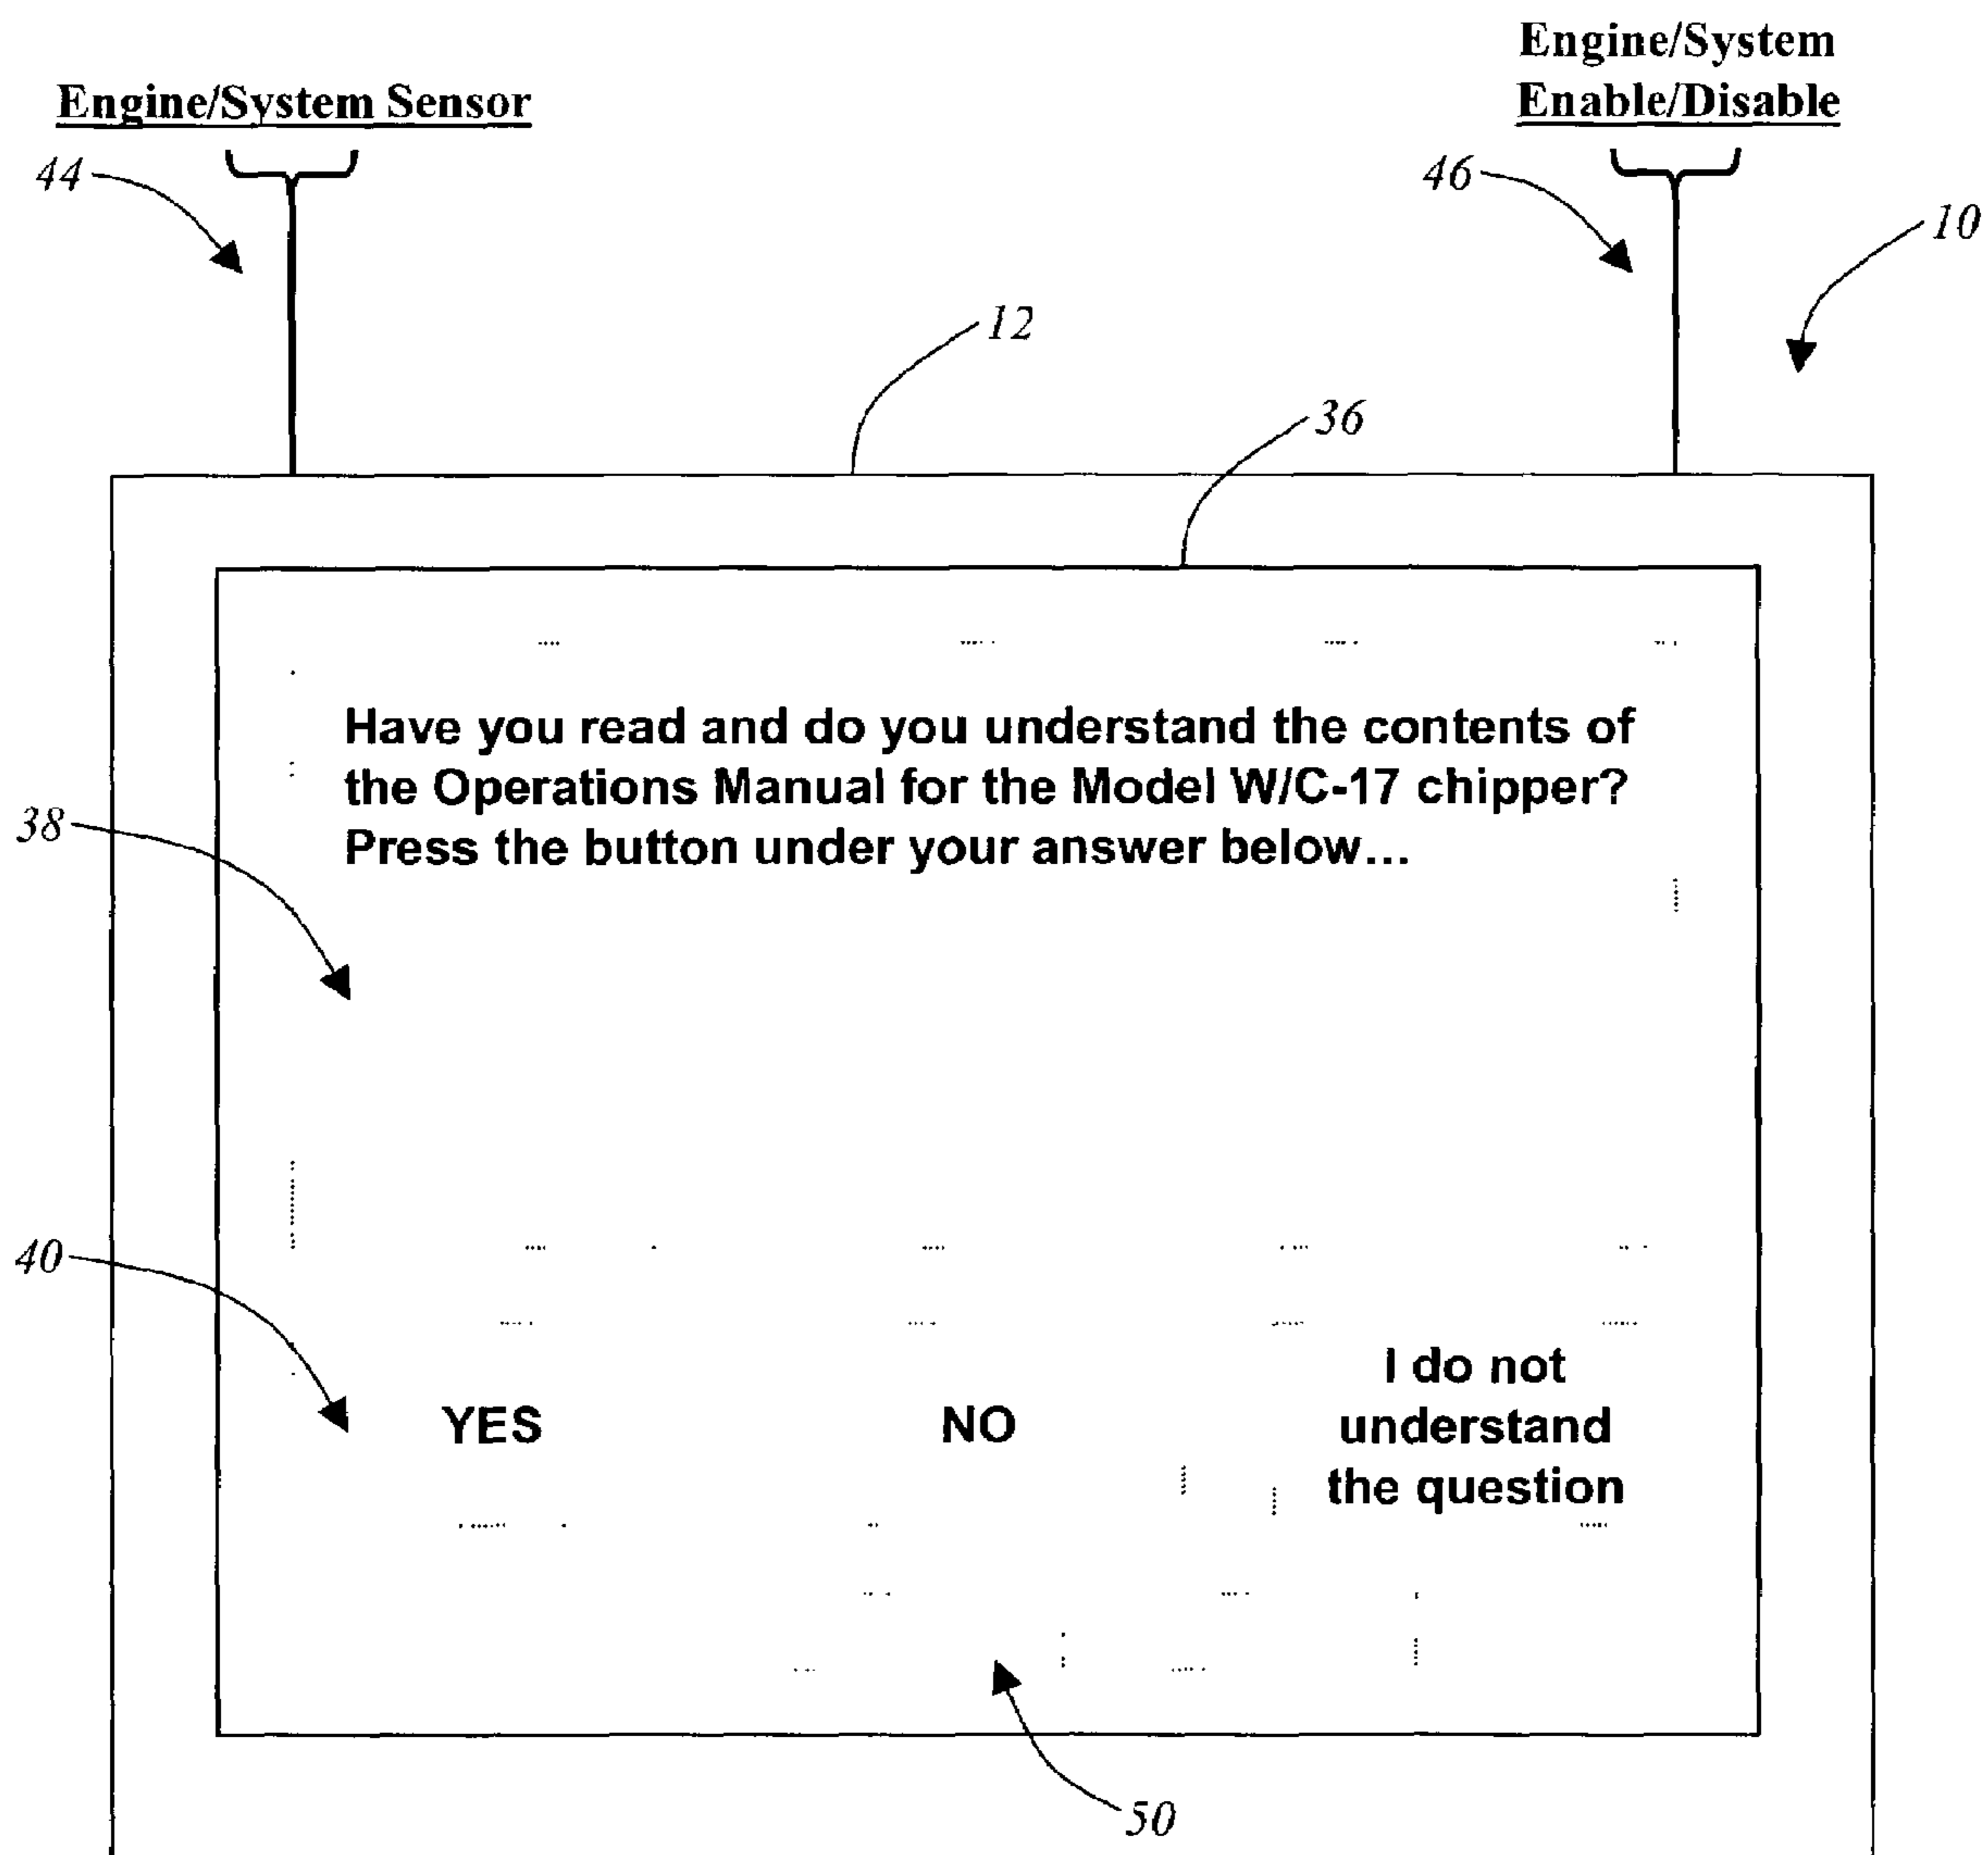 Engine/System
Enable/Disable
Engine/System Sensor
44
46
10
12
36
Have you read and do you understand the contents of
the Operations Manual for the Model W/C-17 chipper?
Press the button under your answer below...
38
40
YES
NO
I do not
understand
the question
50